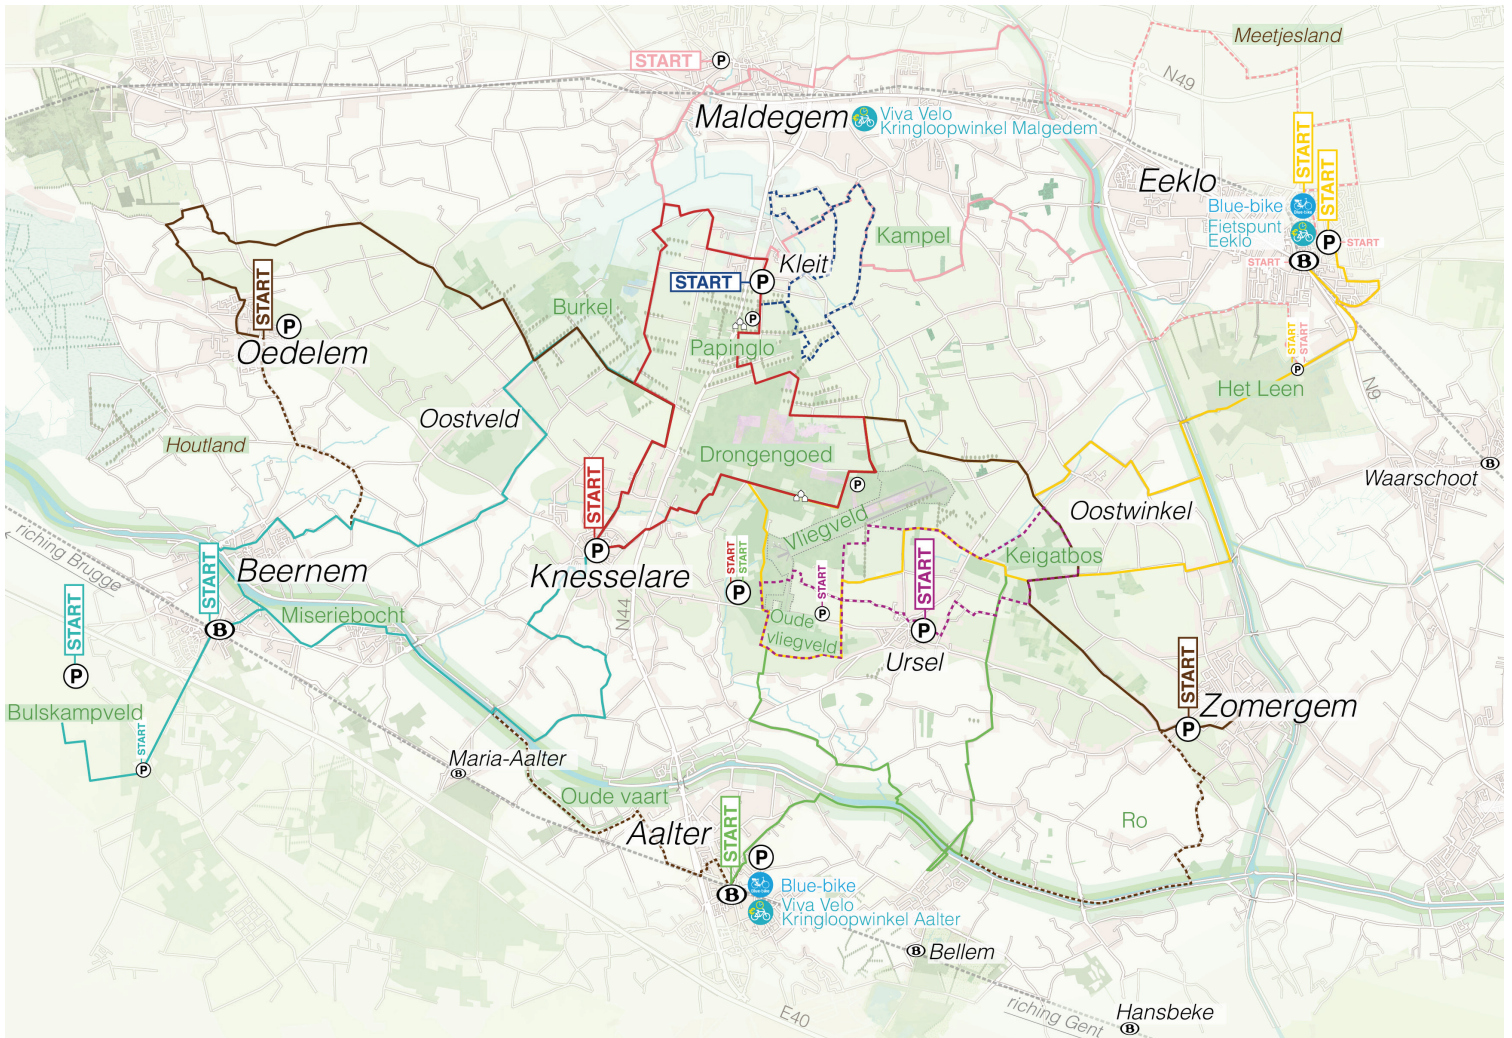 Meetjesland
START
P
N49
Maldegem
Viva Velo
Kringloopwinkel Malgedem
START
START
Eeklo
Blue-bike
Fietspunt
Eeklo
P
START
START
B
Kampel
Kleit
START
P
START
P
Oedelem
Burkel
P
Papinglo
START
START
P
Het Leen
N9
Oostveld
Houtland
Drongengoed
P
Waarschoot
B
START
P
Knesselare
Oostwinkel
Vliegveld
Keigatbos
riching Brugge
START
Beernem
Miseriebocht
B
START
P
Bulskampveld
START
P
N44
START
START
P
START
P
Oude
vliegveld
START
P
Ursel
START
P
Zomergem
Maria-Aalter
B
Oude vaart
Aalter
START
P
B
Blue-bike
Viva Velo
Kringloopwinkel Aalter
Ro
B
Bellem
E40
riching Gent
Hansbeke
B